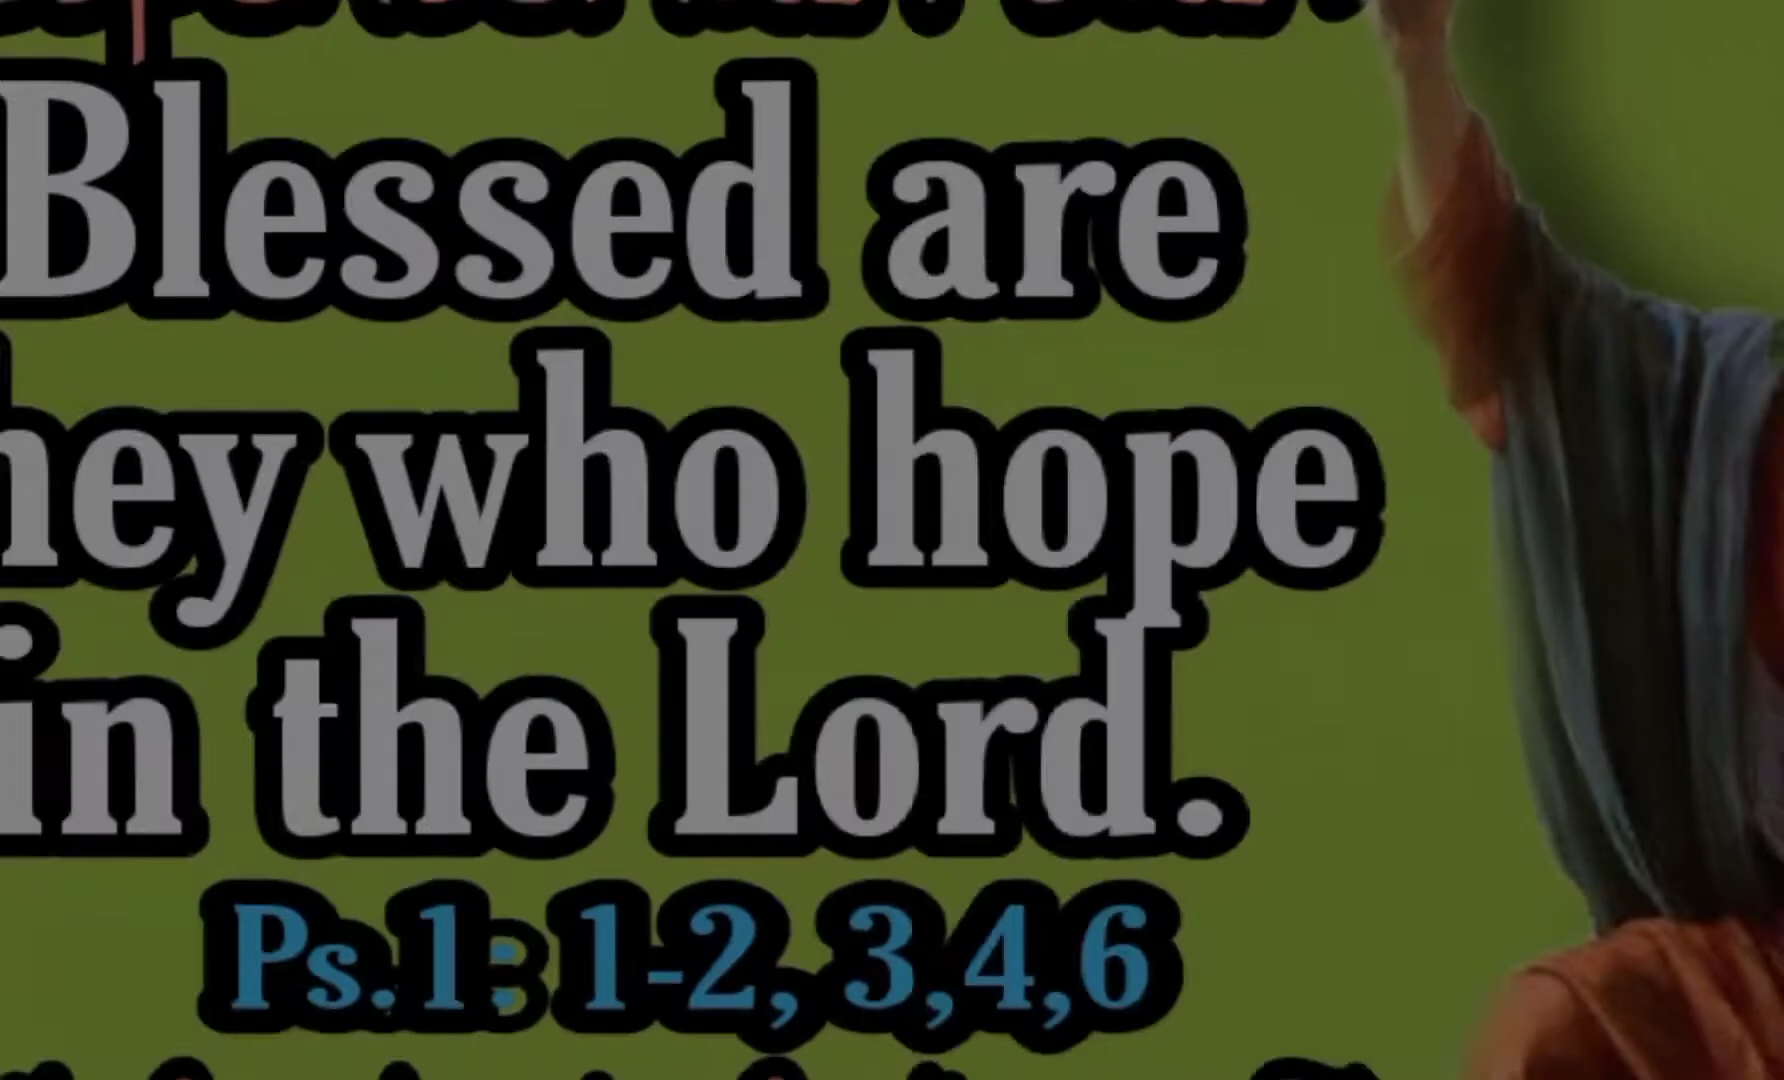 Blessed are
hey who hope
in the Lord.
Ps.1: 1-2, 3,4,6